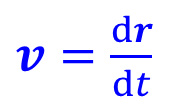 v = dr/dt